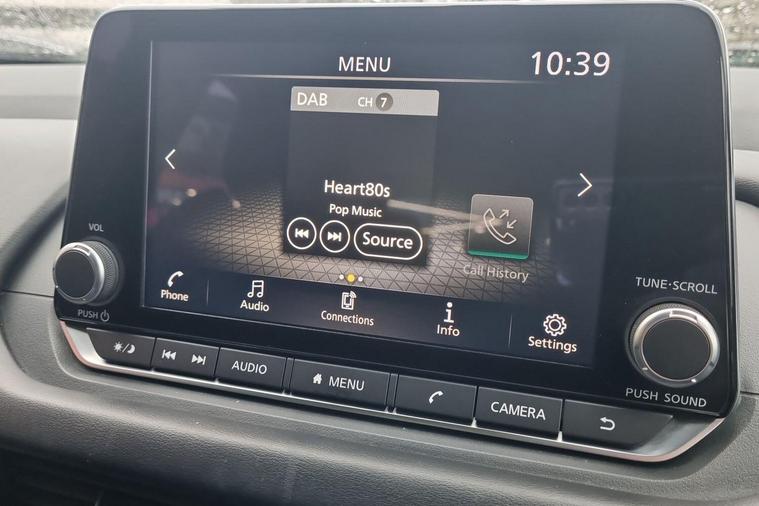 MENU
10:39
DAB CH 7
Heart80s
Pop Music
Source
Call History
Phone
Audio
Connections
Info
Settings
VOL
PUSH
TUNE·SCROLL
PUSH SOUND
AUDIO
MENU
CAMERA